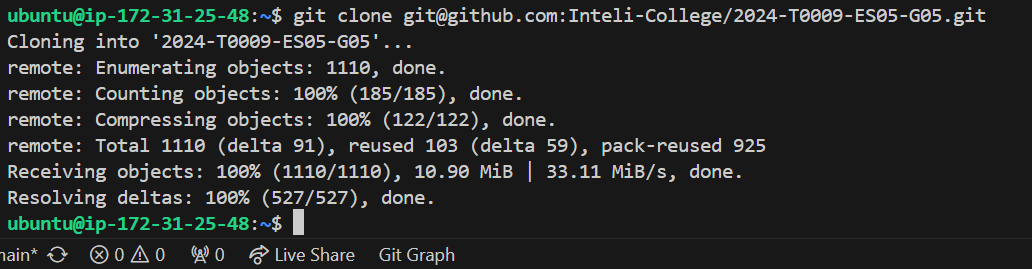 ubuntu@ip-172-31-25-48:~$ git clone git@github.com:Inteli-College/2024-T0009-ES05-G05.git
Cloning into '2024-T0009-ES05-G05'...
remote: Enumerating objects: 1110, done.
remote: Counting objects: 100% (185/185), done.
remote: Compressing objects: 100% (122/122), done.
remote: Total 1110 (delta 91), reused 103 (delta 59), pack-reused 925
Receiving objects: 100% (1110/1110), 10.90 MiB | 33.11 MiB/s, done.
Resolving deltas: 100% (527/527), done.
ubuntu@ip-172-31-25-48:~$
nain* 0 0 0 Live Share Git Graph